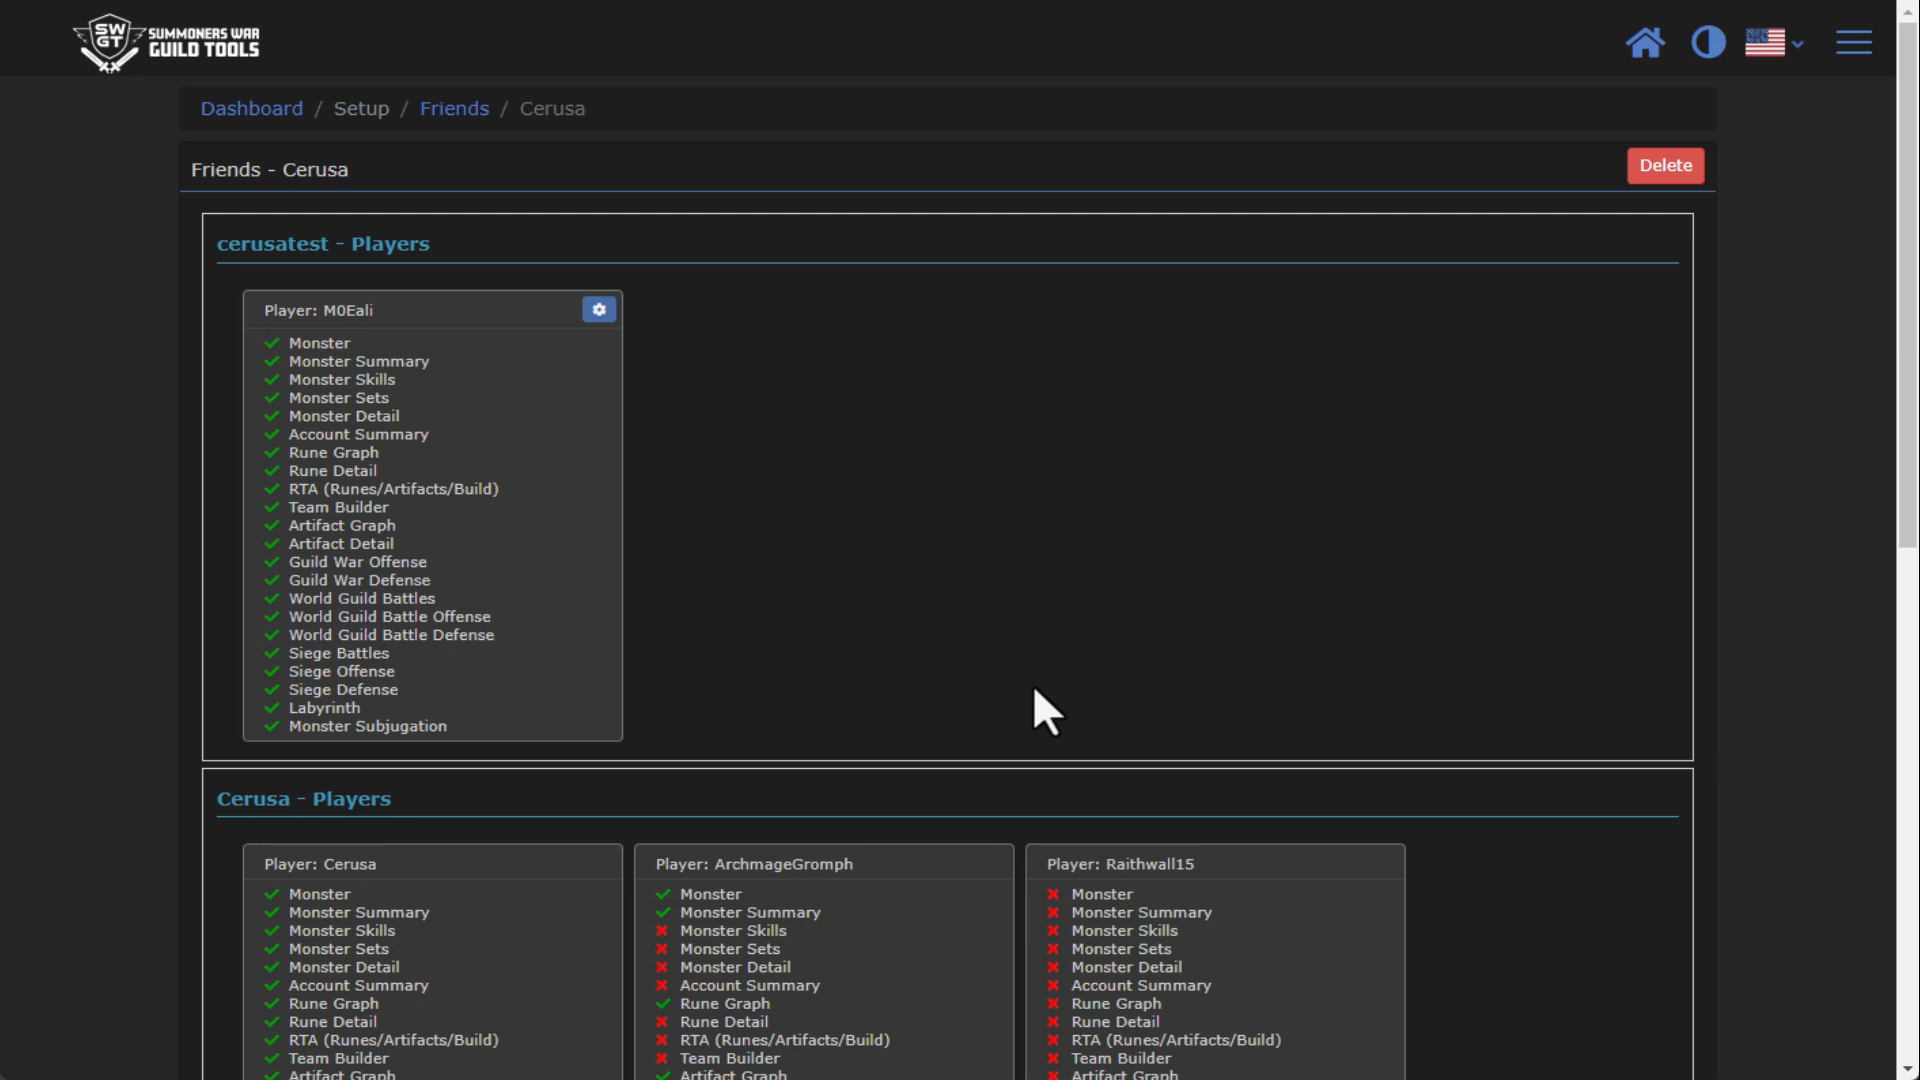 SW
GT
SUMMONERS WAR
GUILD TOOLS
Dashboard / Setup / Friends / Cerusa
Friends - Cerusa
Delete
cerusatest - Players
Player: M0Eali
Monster
Monster Summary
Monster Skills
Monster Sets
Monster Detail
Account Summary
Rune Graph
Rune Detail
RTA (Runes/Artifacts/Build)
Team Builder
Artifact Graph
Artifact Detail
Guild War Offense
Guild War Defense
World Guild Battles
World Guild Battle Offense
World Guild Battle Defense
Siege Battles
Siege Offense
Siege Defense
Labyrinth
Monster Subjugation
Cerusa - Players
Player: Cerusa
Monster
Monster Summary
Monster Skills
Monster Sets
Monster Detail
Account Summary
Rune Graph
Rune Detail
RTA (Runes/Artifacts/Build)
Team Builder
Artifact Graph
Player: ArchmageGromph
Monster
Monster Summary
Monster Skills
Monster Sets
Monster Detail
Account Summary
Rune Graph
Rune Detail
RTA (Runes/Artifacts/Build)
Team Builder
Artifact Graph
Player: Raithwall15
Monster
Monster Summary
Monster Skills
Monster Sets
Monster Detail
Account Summary
Rune Graph
Rune Detail
RTA (Runes/Artifacts/Build)
Team Builder
Artifact Graph